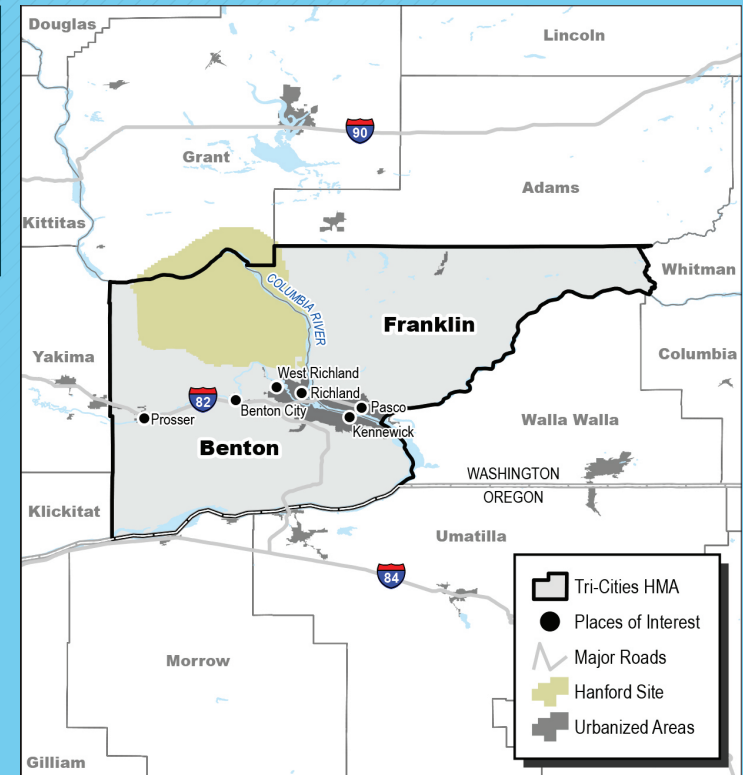 Douglas
Lincoln
90
Grant
Adams
Kittitas
Whitman
COLUMBIA RIVER
Franklin
Yakima
Columbia
West Richland
82
Richland
Benton City
Pasco
Prosser
Kennewick
Walla Walla
Benton
WASHINGTON
OREGON
Klickitat
Umatilla
84
Tri-Cities HMA
Places of Interest
Major Roads
Hanford Site
Urbanized Areas
Morrow
Gilliam